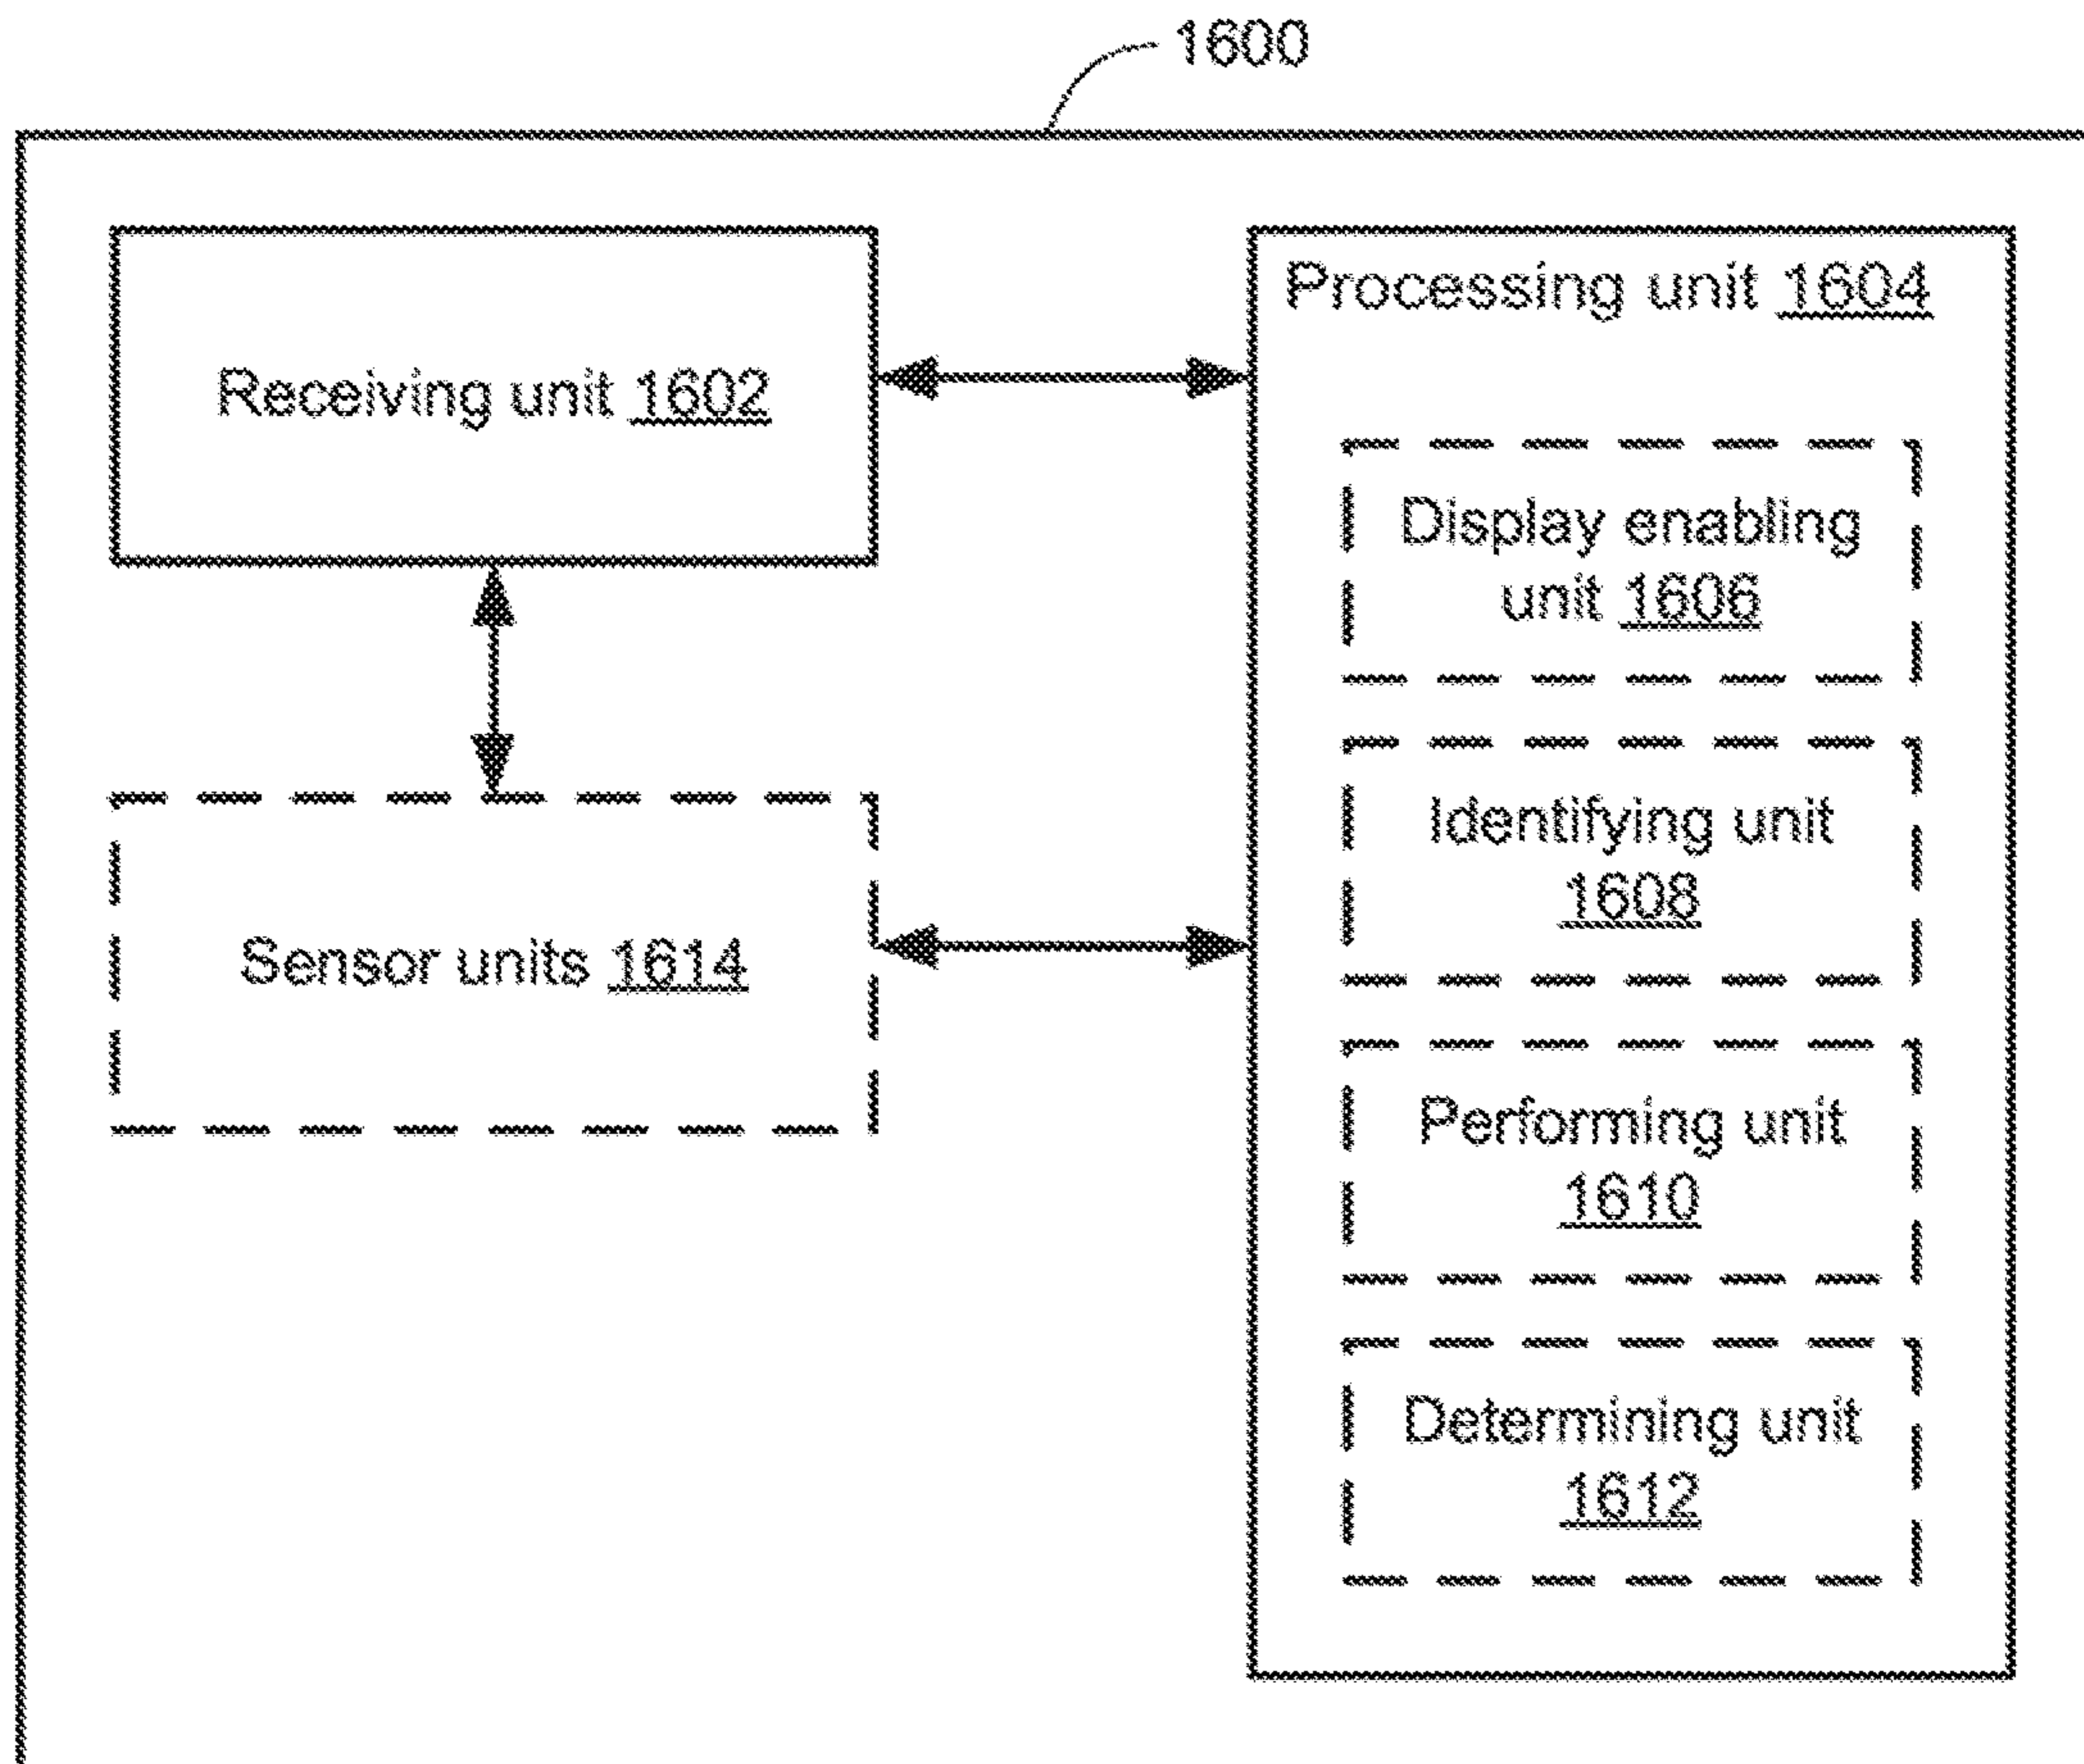 1600
Receiving unit 1602
Processing unit 1604
Display enabling
unit 1606
Identifying unit
1608
Sensor units 1614
Performing unit
1610
Determining unit
1612